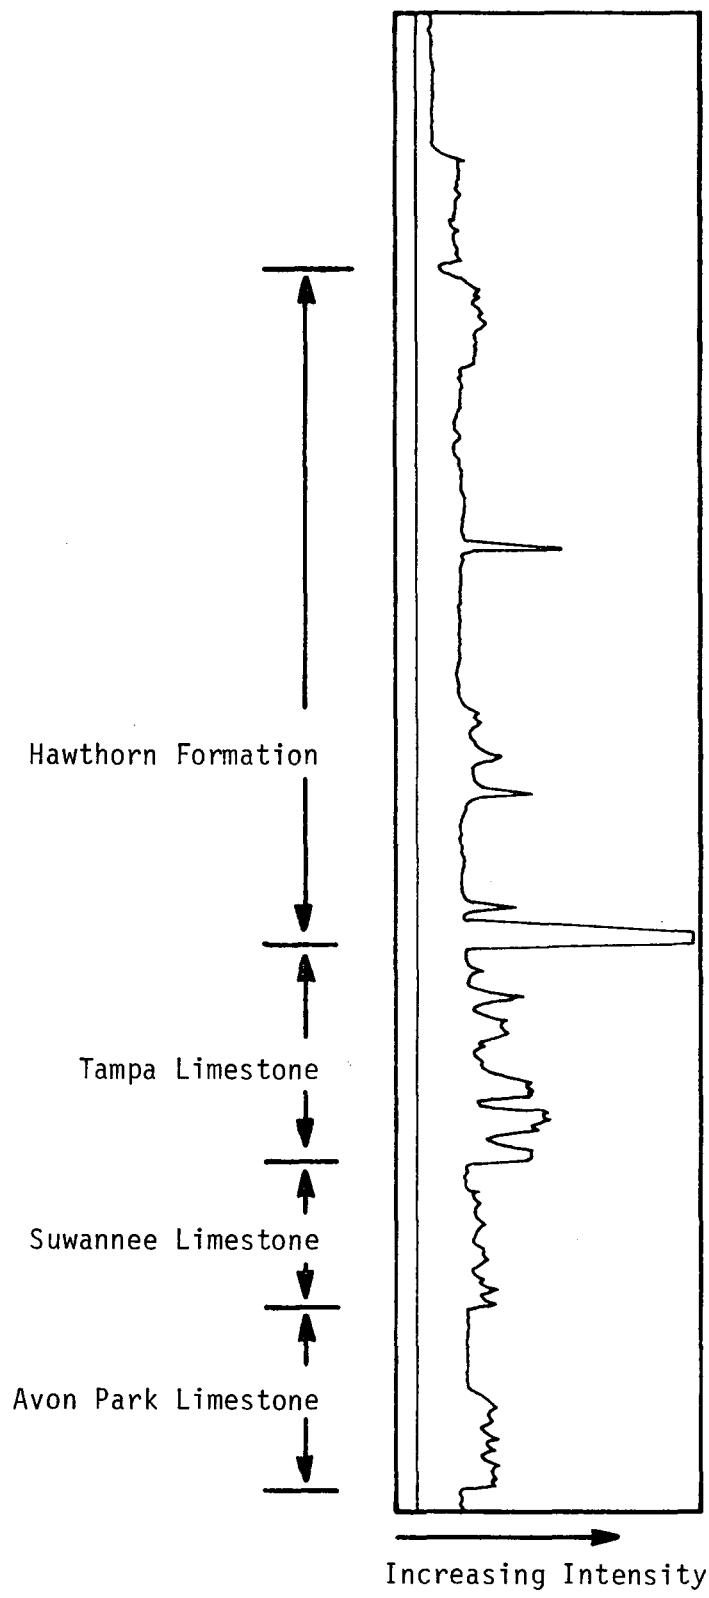 Hawthorn Formation
Tampa Limestone
Suwannee Limestone
Avon Park Limestone
Increasing Intensity